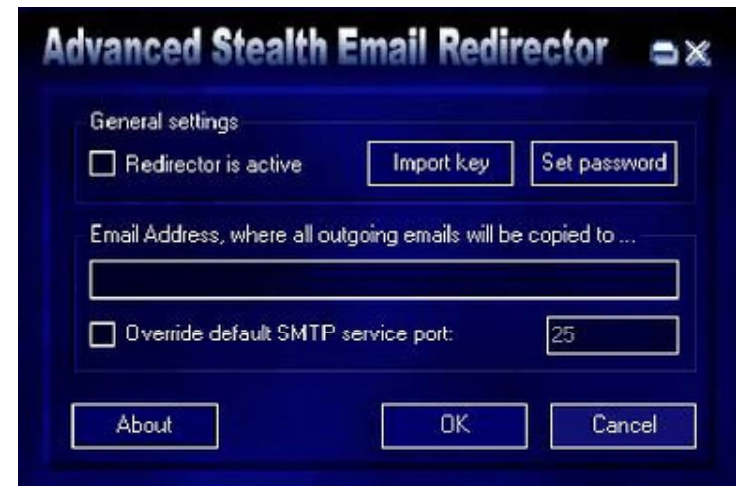 Advanced Stealth Email Redirector
General settings
Redirector is active
Import key
Set password
Email Address, where all outgoing emails will be copied to ...
Override default SMTP service port:
25
About
OK
Cancel